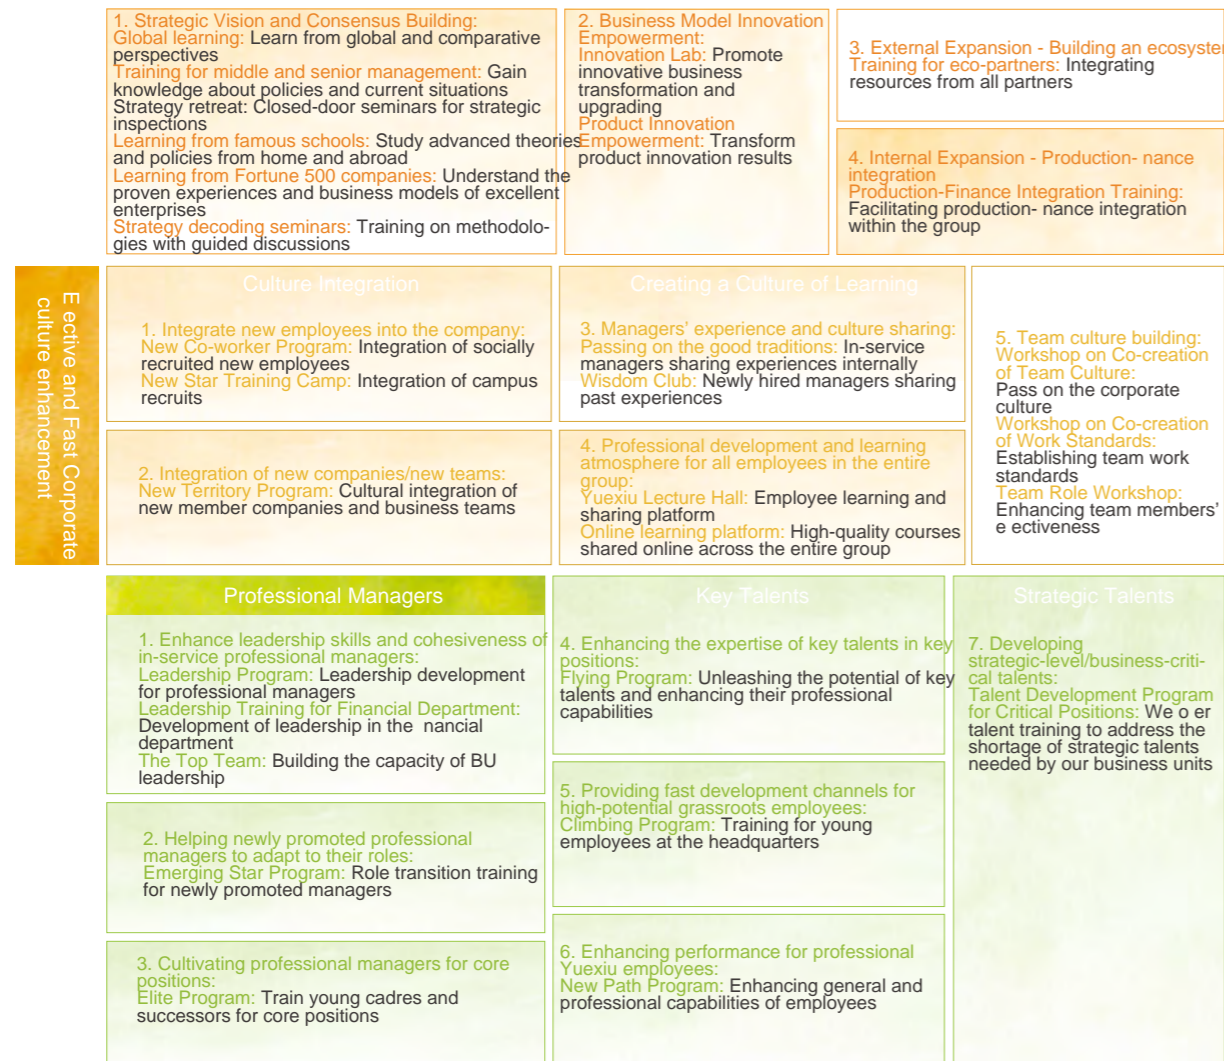 1. Strategic Vision and Consensus Building:
Global learning: Learn from global and comparative
perspectives
Training for middle and senior management: Gain
knowledge about policies and current situations
Strategy retreat: Closed-door seminars for strategic
inspections
Learning from famous schools: Study advanced theories
and policies from home and abroad
Learning from Fortune 500 companies: Understand the
proven experiences and business models of excellent
enterprises
Strategy decoding seminars: Training on methodolo-
gies with guided discussions
2. Business Model Innovation
Empowerment:
Innovation Lab: Promote
innovative business
transformation and
upgrading
Product Innovation
Empowerment: Transform
product innovation results
3. External Expansion - Building an ecosyste
Training for eco-partners: Integrating
resources from all partners
4. Internal Expansion - Production- nance
integration
Production-Finance Integration Training:
Facilitating production- nance integration
within the group
E ective and Fast Corporate
culture enhancement
Culture Integration
1. Integrate new employees into the company:
New Co-worker Program: Integration of socially
recruited new employees
New Star Training Camp: Integration of campus
recruits
2. Integration of new companies/new teams:
New Territory Program: Cultural integration of
new member companies and business teams
Creating a Culture of Learning
3. Managers' experience and culture sharing:
Passing on the good traditions: In-service
managers sharing experiences internally
Wisdom Club: Newly hired managers sharing
past experiences
4. Professional development and learning
atmosphere for all employees in the entire
group:
Yuexiu Lecture Hall: Employee learning and
sharing platform
Online learning platform: High-quality courses
shared online across the entire group
5. Team culture building:
Workshop on Co-creation
of Team Culture:
Pass on the corporate
culture
Workshop on Co-creation
of Work Standards:
Establishing team work
standards
Team Role Workshop:
Enhancing team members'
e ectiveness
Professional Managers
1. Enhance leadership skills and cohesiveness of
in-service professional managers:
Leadership Program: Leadership development
for professional managers
Leadership Training for Financial Department:
Development of leadership in the nancial
department
The Top Team: Building the capacity of BU
leadership
2. Helping newly promoted professional
managers to adapt to their roles:
Emerging Star Program: Role transition training
for newly promoted managers
3. Cultivating professional managers for core
positions:
Elite Program: Train young cadres and
successors for core positions
Key Talents
4. Enhancing the expertise of key talents in key
positions:
Flying Program: Unleashing the potential of key
talents and enhancing their professional
capabilities
5. Providing fast development channels for
high-potential grassroots employees:
Climbing Program: Training for young
employees at the headquarters
6. Enhancing performance for professional
Yuexiu employees:
New Path Program: Enhancing general and
professional capabilities of employees
Strategic Talents
7. Developing
strategic-level/business-criti-
cal talents:
Talent Development Program
for Critical Positions: We o er
talent training to address the
shortage of strategic talents
needed by our business units